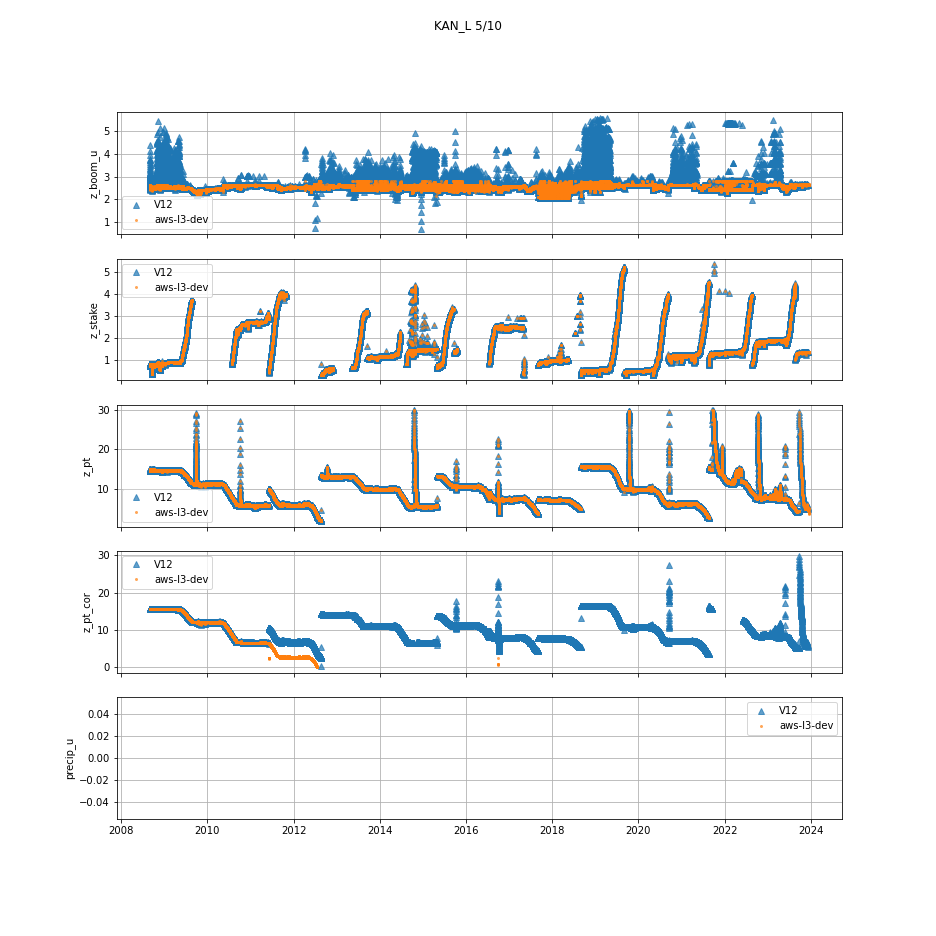 KAN_L 5/10
5
4
3
2
1
z_boom_u
V12
aws-l3-dev
5
4
3
2
1
z_stake
V12
aws-l3-dev
30
20
10
z_pt
V12
aws-l3-dev
30
20
10
0
z_pt_cor
V12
aws-l3-dev
0.04
0.02
0.00
−0.02
−0.04
precip_u
V12
aws-l3-dev
2008 2010 2012 2014 2016 2018 2020 2022 2024